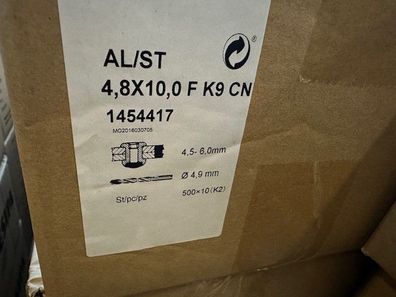 AL/ST
4,8X10,0 F K9 CN
1454417
MO2016030705
4,5- 6,0mm
Ø 4,9 mm
St/pc/pz
500×10 (K2)